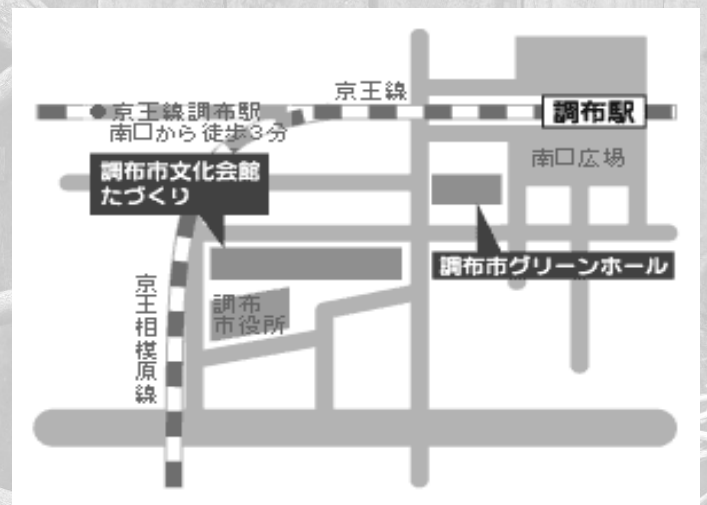 京王線
●京王線調布駅
南口から徒歩3分
調布駅
南口広場
調布市文化会館
たづくり
調布市グリーンホール
調布
市役所
京王相模原線